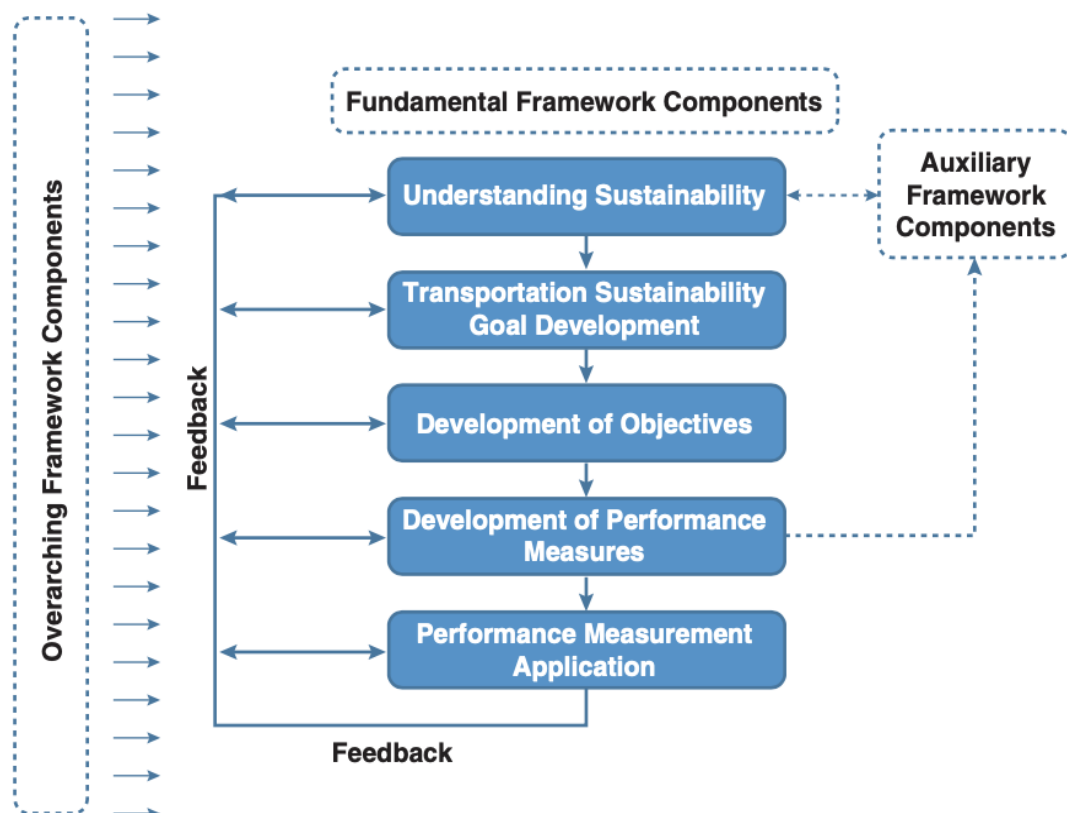 Overarching Framework Components
Fundamental Framework Components
Auxiliary
Framework
Components
Understanding Sustainability
Transportation Sustainability
Goal Development
Development of Objectives
Development of Performance
Measures
Performance Measurement
Application
Feedback
Feedback